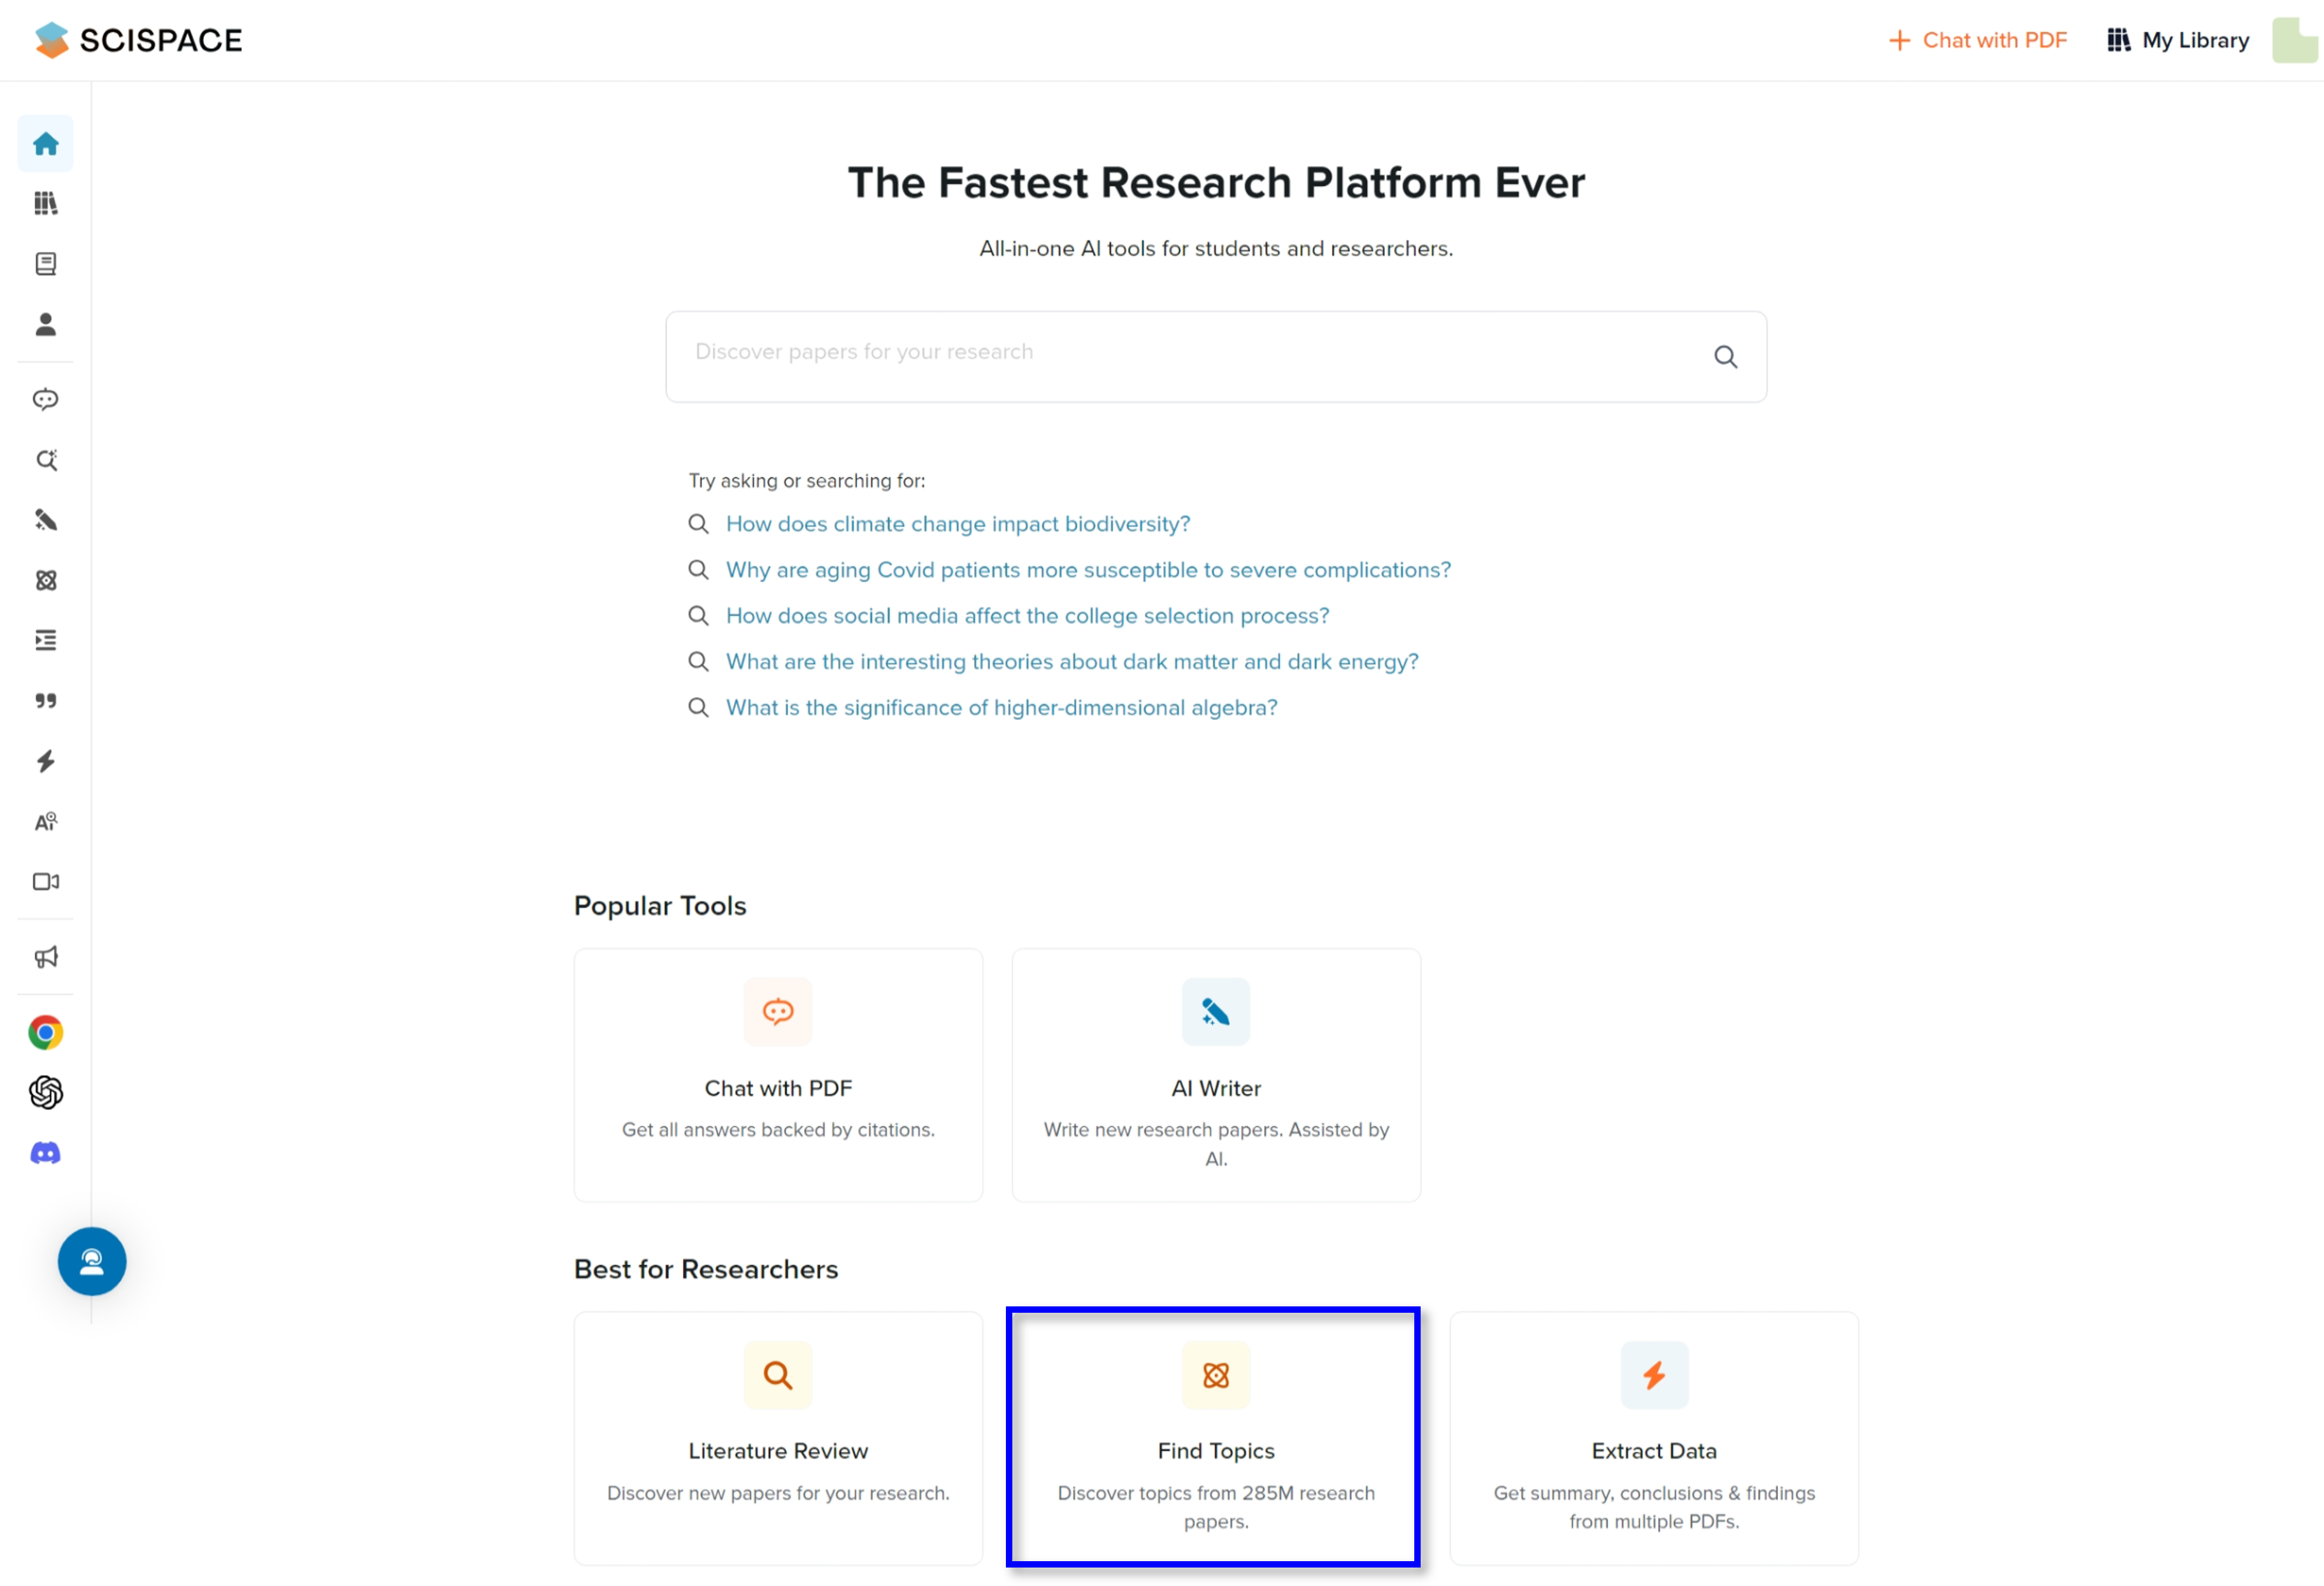 SCISPACE
Chat with PDF
My Library
The Fastest Research Platform Ever
All-in-one AI tools for students and researchers.
Discover papers for your research
Try asking or searching for:
How does climate change impact biodiversity?
Why are aging Covid patients more susceptible to severe complications?
How does social media affect the college selection process?
What are the interesting theories about dark matter and dark energy?
What is the significance of higher-dimensional algebra?
Popular Tools
Chat with PDF
Get all answers backed by citations.
AI Writer
Write new research papers. Assisted by
AI.
Best for Researchers
Literature Review
Discover new papers for your research.
Find Topics
Discover topics from 285M research
papers.
Extract Data
Get summary, conclusions & findings
from multiple PDFs.